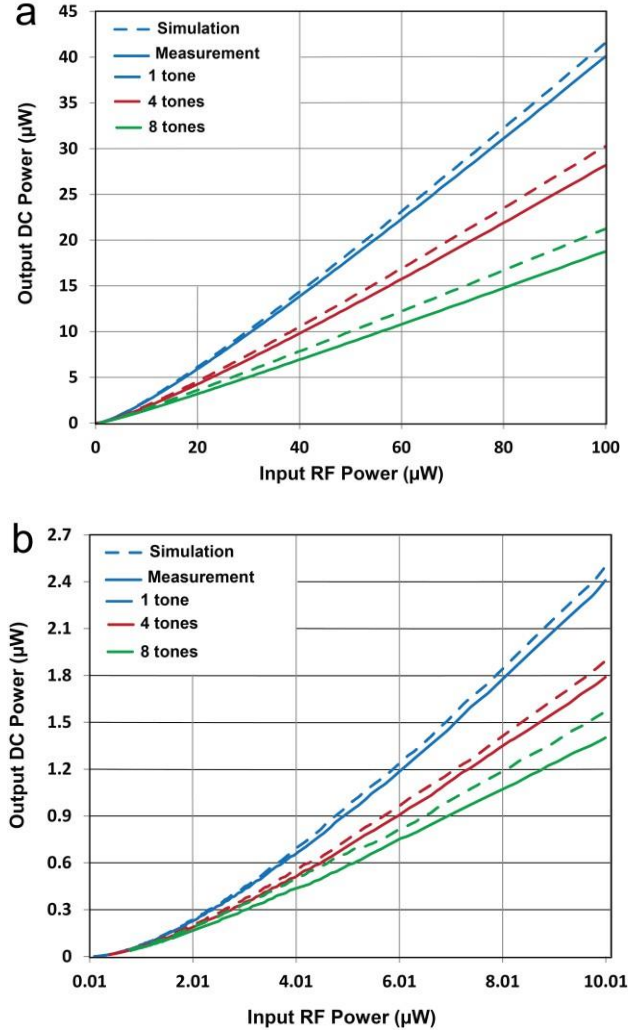 a
45
40
35
30
25
20
15
10
5
0
Output DC Power (µW)
Simulation
Measurement
1 tone
4 tones
8 tones
0 20 40 60 80 100
Input RF Power (µW)
b
2.7
2.4
2.1
1.8
1.5
1.2
0.9
0.6
0.3
0
Output DC Power (µW)
Simulation
Measurement
1 tone
4 tones
8 tones
0.01 2.01 4.01 6.01 8.01 10.01
Input RF Power (µW)